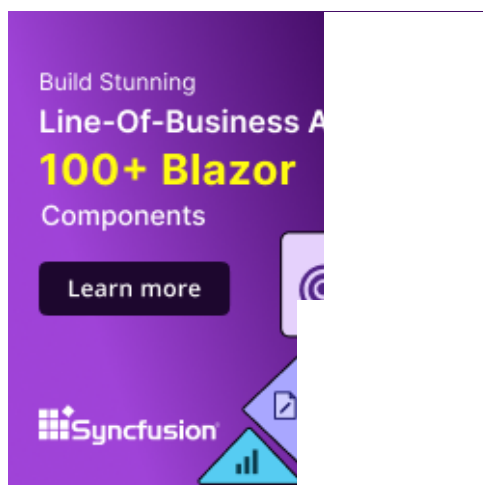 Build Stunning
Line-Of-Business A
100+ Blazor
Components
Learn more
Syncfusion